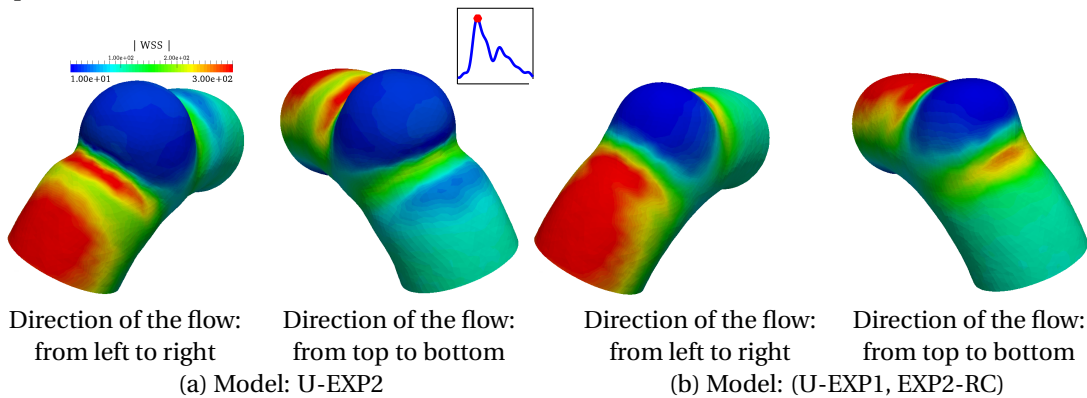 | WSS |
1.00e+02 2.00e+02
1.00e+01 3.00e+02
Direction of the flow: Direction of the flow: Direction of the flow: Direction of the flow:
from left to right from top to bottom from left to right from top to bottom
(a) Model: U-EXP2 (b) Model: (U-EXP1, EXP2-RC)